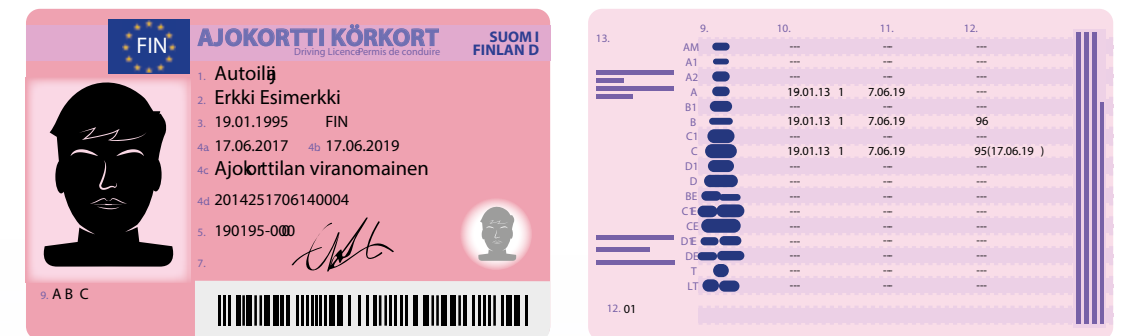 FIN
AJOKORTTI KÖRKORT
Driving Licence Permis de conduire
SUOMI
FINLAND
1. Autoilija
2. Erkki Esimerkki
3. 19.01.1995 FIN
4a 17.06.2017 4b 17.06.2019
4c Ajokorttilan viranomainen
4d 2014251706140004
5. 190195-000
7.
9. A B C
13.
9. 10. 11. 12.
AM --- --- ---
A1 --- --- ---
A2 --- --- ---
A 19.01.13 1 7.06.19 ---
B1 --- --- ---
B 19.01.13 1 7.06.19 96
C1 --- --- ---
C 19.01.13 1 7.06.19 95(17.06.19 )
D1 --- --- ---
D --- --- ---
BE --- --- ---
C1E --- --- ---
CE --- --- ---
D1E --- --- ---
DE --- --- ---
T --- --- ---
LT --- --- ---
12. 01